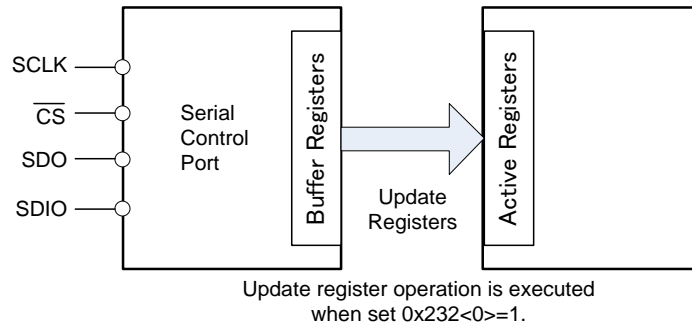 SCLK
CS
SDO
SDIO
Serial
Control
Port
Buffer Registers
Update
Registers
Active Registers
Update register operation is executed
when set 0x232<0>=1.